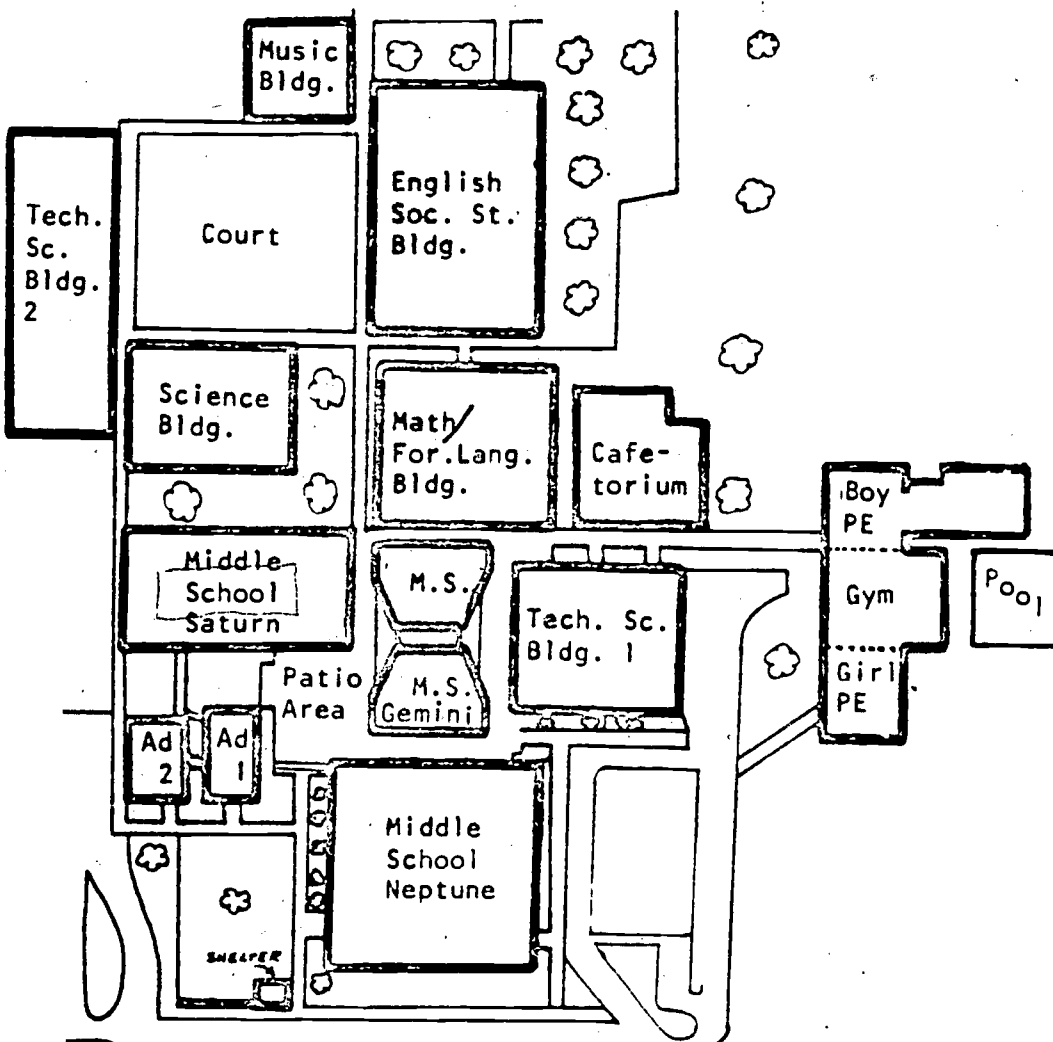 Music
Bldg.
English
Soc. St.
Bldg.
Tech.
Sc.
Bldg.
2
Court
Science
Bldg.
Math/
For.Lang.
Bldg.
Cafe-
torium
Boy
PE
Gym
Girl
PE
Pool
Middle
School
Saturn
M.S.
M.S.
Gemini
Tech. Sc.
Bldg. 1
Patio
Area
Ad
2
Ad
1
Middle
School
Neptune
SHELTER